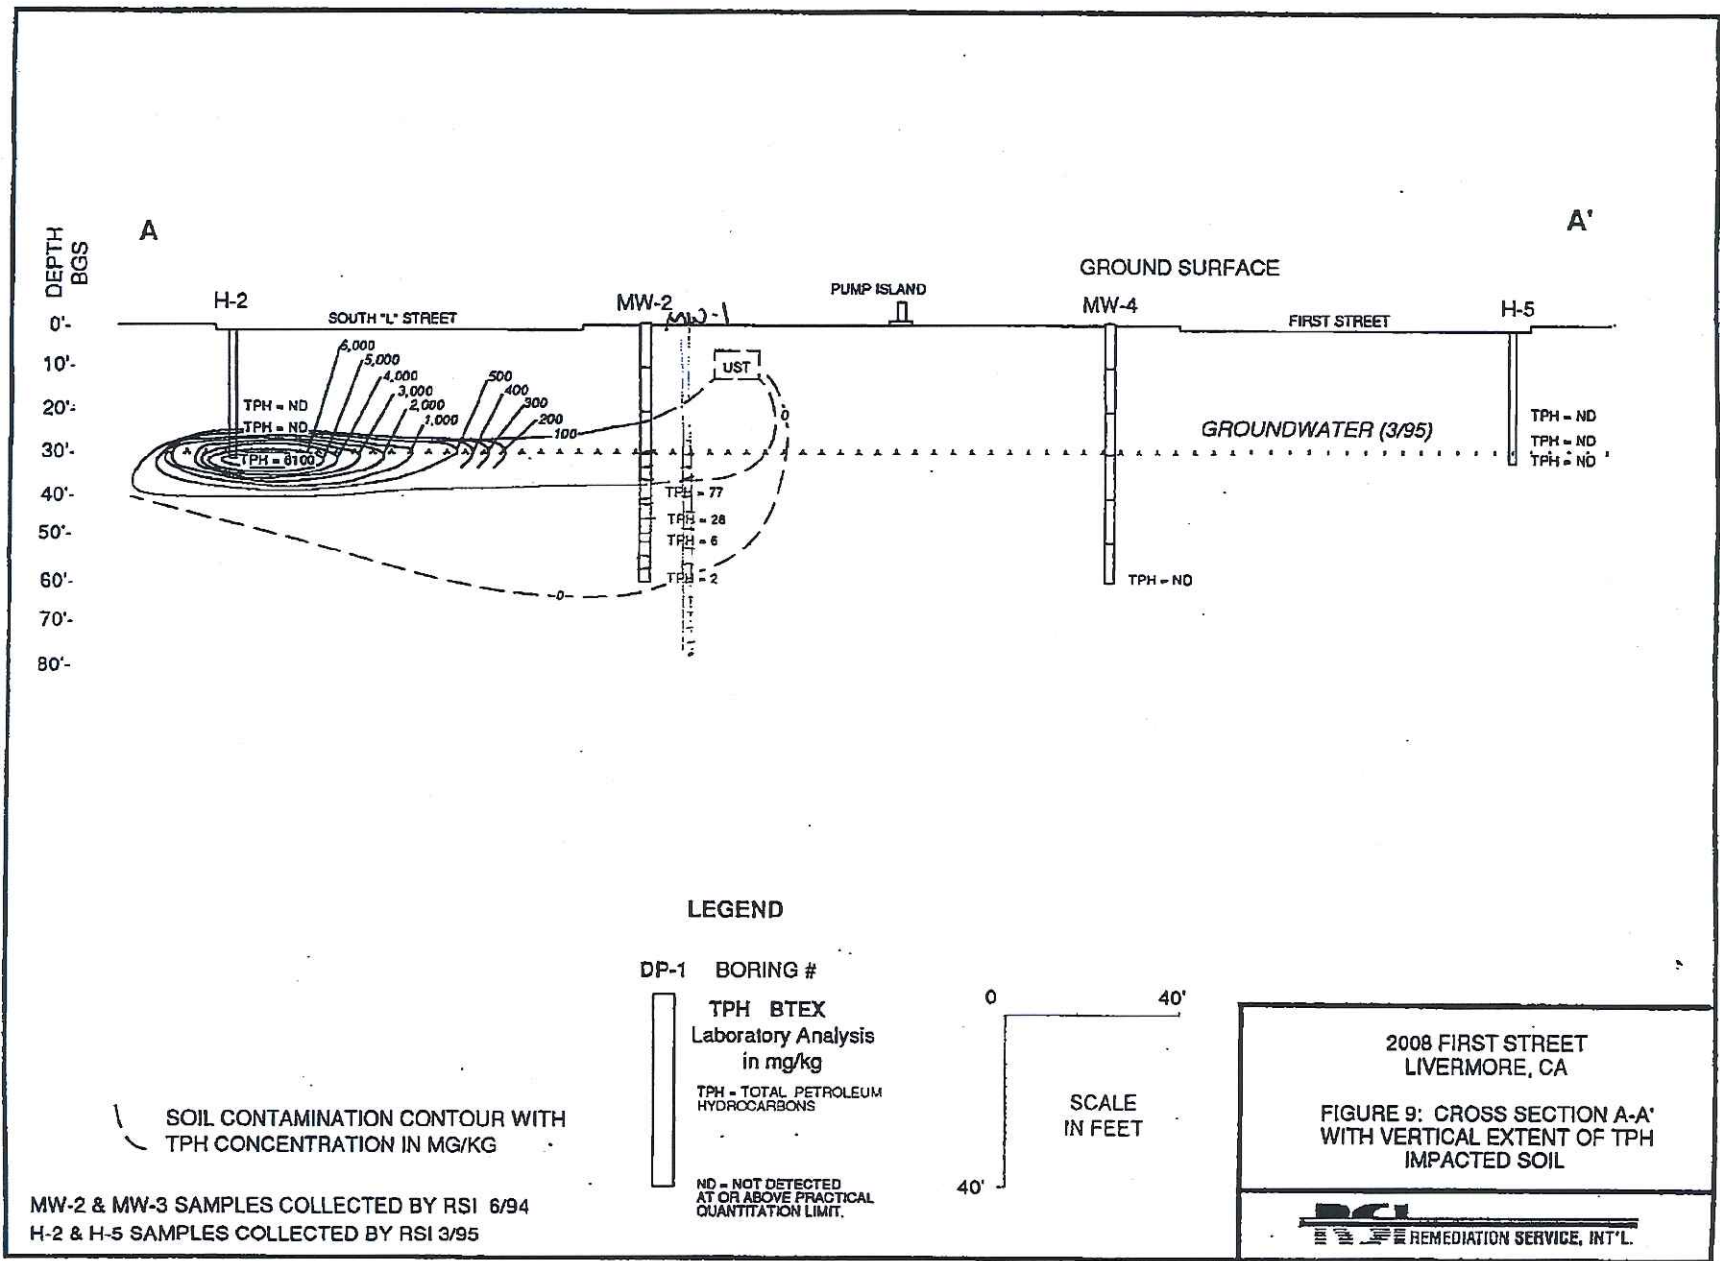 A
A'
DEPTH
BGS
GROUND SURFACE
H-2
SOUTH "L" STREET
MW-2
PUMP ISLAND
MW-4
FIRST STREET
H-5
0'-
10'-
20'-
30'-
40'-
50'-
60'-
70'-
80'-
6,000
5,000
4,000
3,000
2,000
1,000
500
400
300
200
100
0
UST
TPH = ND
TPH = ND
TPH = 6100
GROUNDWATER (3/95)
TPH = ND
TPH = ND
TPH = ND
TPH = 77
TPH = 28
TPH = 6
TPH = 2
TPH = ND
-0-
LEGEND
DP-1 BORING #
TPH BTEX
Laboratory Analysis
in mg/kg
TPH = TOTAL PETROLEUM
HYDROCARBONS
ND = NOT DETECTED
AT OR ABOVE PRACTICAL
QUANTITATION LIMIT.
0 40'
SCALE
IN FEET
40'
SOIL CONTAMINATION CONTOUR WITH
TPH CONCENTRATION IN MG/KG
MW-2 & MW-3 SAMPLES COLLECTED BY RSI 6/94
H-2 & H-5 SAMPLES COLLECTED BY RSI 3/95
2008 FIRST STREET
LIVERMORE, CA
FIGURE 9: CROSS SECTION A-A'
WITH VERTICAL EXTENT OF TPH
IMPACTED SOIL
RSI REMEDIATION SERVICE, INT'L.